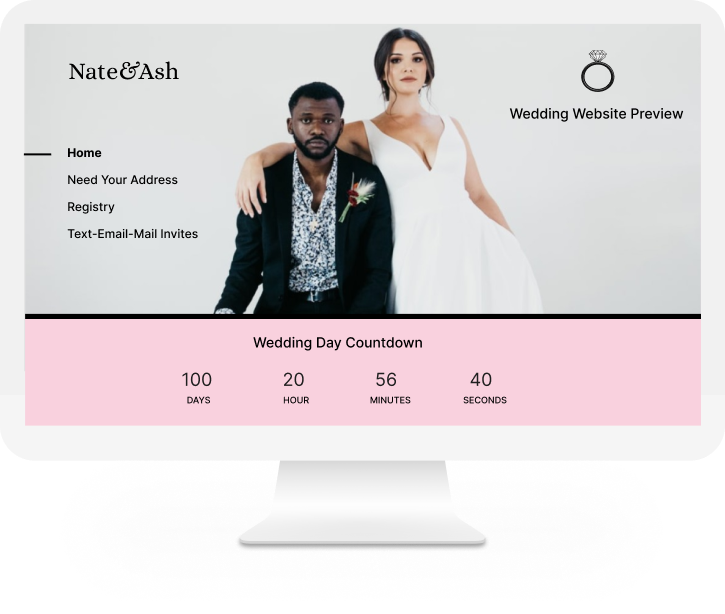 Nate&Ash
Wedding Website Preview
Home
Need Your Address
Registry
Text-Email-Mail Invites
Wedding Day Countdown
100 20 56 40
DAYS HOUR MINUTES SECONDS